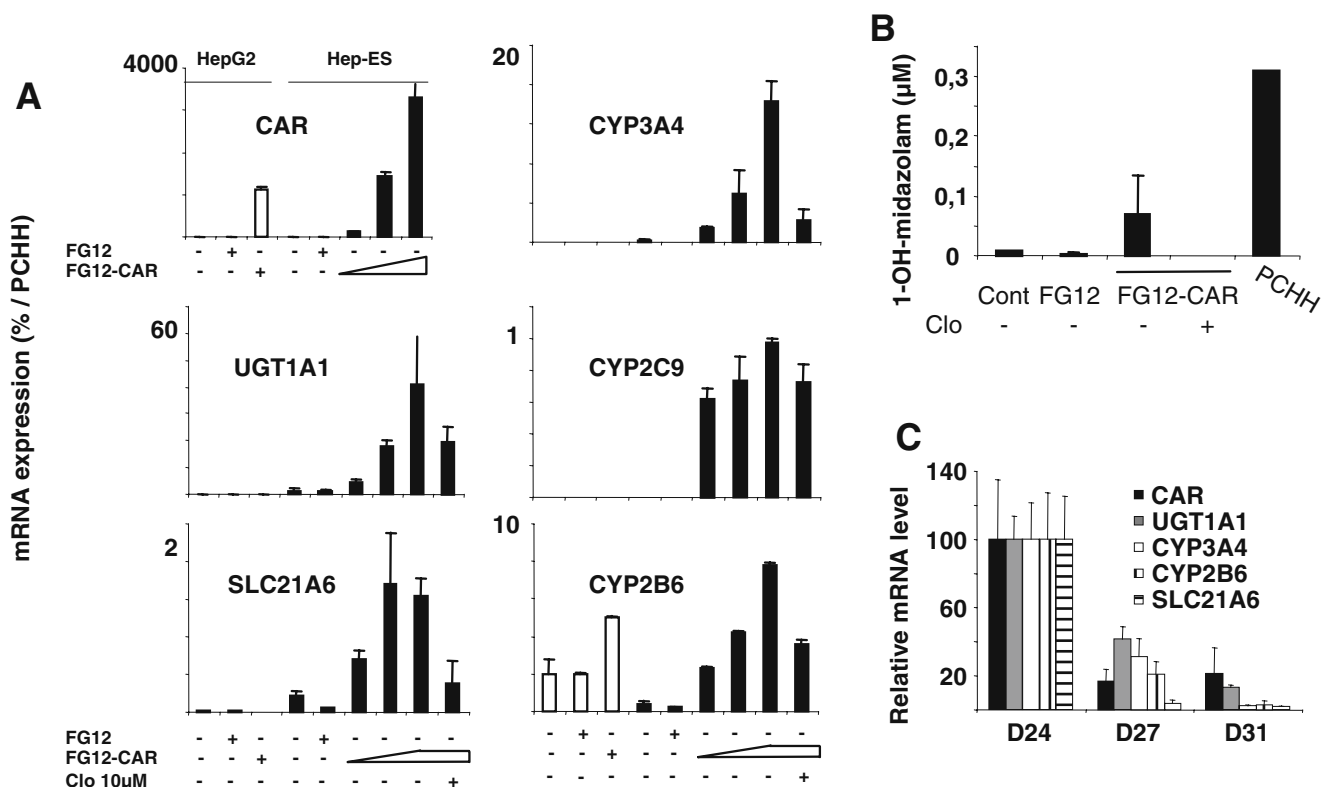 A
mRNA expression (% / PCHH)
HepG2 Hep-ES
4000
CAR
FG12 - + - - +
FG12-CAR - - + - -
60
UGT1A1
2
SLC21A6
FG12 - + - - + - - - -
FG12-CAR - - + - -
Clo 10µM - - - - - - - - +
20
CYP3A4
1
CYP2C9
10
CYP2B6
- + - - + - - - -
- - + - -
- - - - - - - - +
B
1-OH-midazolam (µM)
0,3
0,2
0,1
0
Cont FG12 FG12-CAR PCHH
Clo - - - +
C
Relative mRNA level
140
100
60
20
CAR
UGT1A1
CYP3A4
CYP2B6
SLC21A6
D24 D27 D31